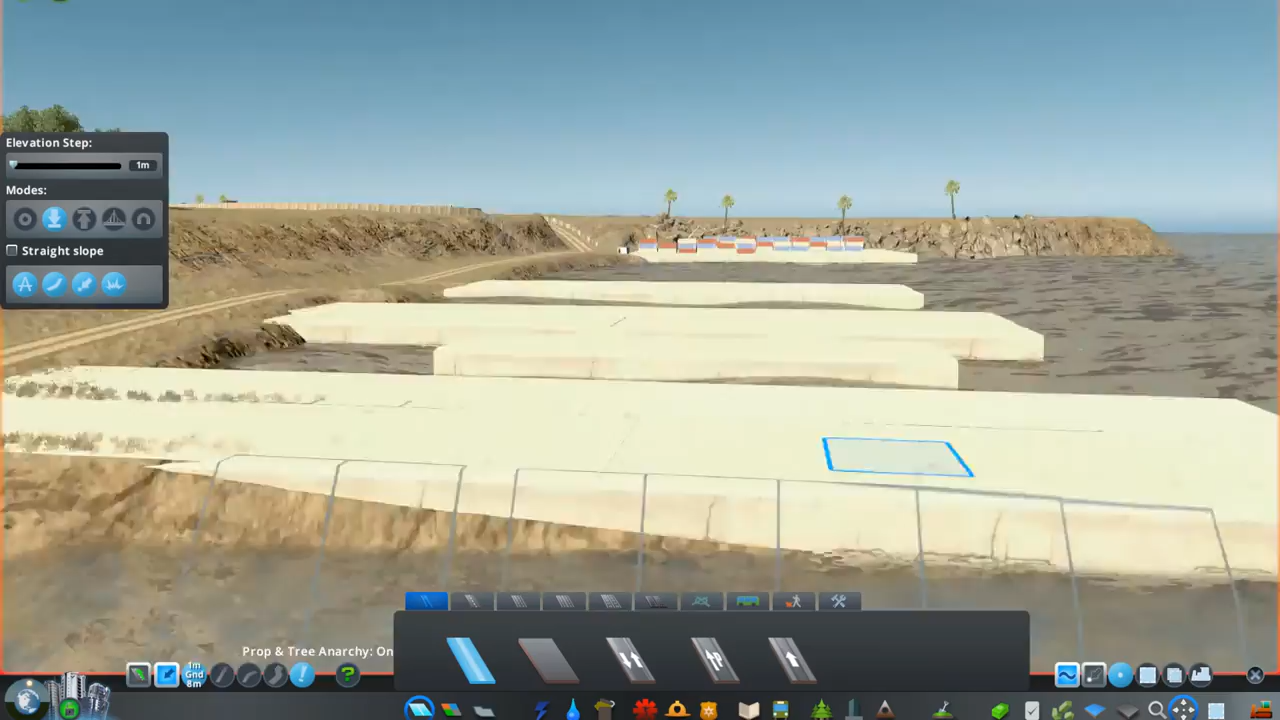 Elevation Step:
1m
Modes:
Straight slope
Prop & Tree Anarchy: On
1m
Gnd
8m
?